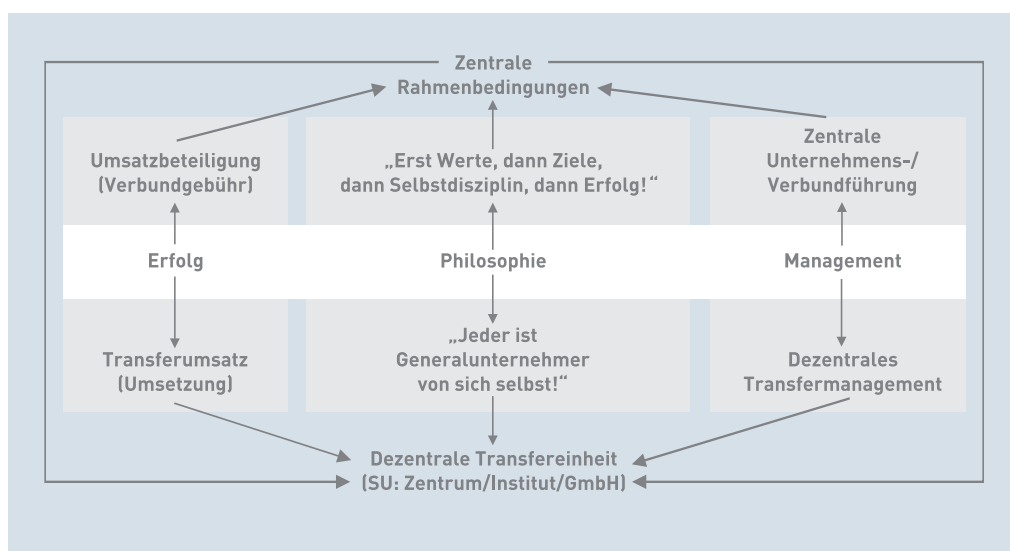 Zentrale
Rahmenbedingungen
Umsatzbeteiligung
(Verbundgebühr)
„Erst Werte, dann Ziele,
dann Selbstdisziplin, dann Erfolg!“
Zentrale
Unternehmens-/
Verbundführung
Erfolg
Philosophie
Management
Transferumsatz
(Umsetzung)
„Jeder ist
Generalunternehmer
von sich selbst!“
Dezentrales
Transfermanagement
Dezentrale Transfereinheit
(SU: Zentrum/Institut/GmbH)